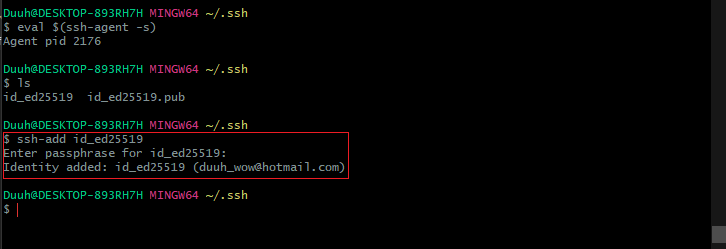 Duuh@DESKTOP-893RH7H MINGW64 ~/.ssh
$ eval $(ssh-agent -s)
Agent pid 2176
Duuh@DESKTOP-893RH7H MINGW64 ~/.ssh
$ ls
id_ed25519  id_ed25519.pub
Duuh@DESKTOP-893RH7H MINGW64 ~/.ssh
$ ssh-add id_ed25519
Enter passphrase for id_ed25519:
Identity added: id_ed25519 (duuh_wow@hotmail.com)
Duuh@DESKTOP-893RH7H MINGW64 ~/.ssh
$